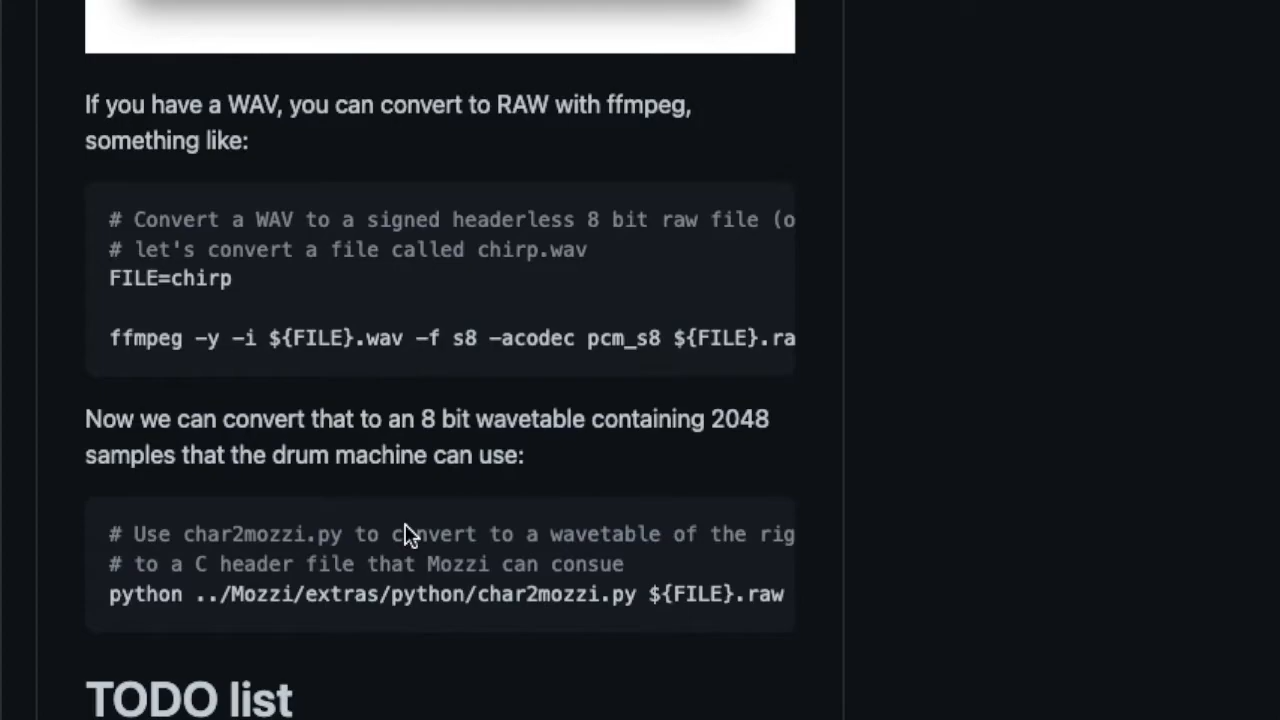 If you have a WAV, you can convert to RAW with ffmpeg,
something like:
# Convert a WAV to a signed headerless 8 bit raw file (o
# let's convert a file called chirp.wav
FILE=chirp
ffmpeg -y -i ${FILE}.wav -f s8 -acodec pcm_s8 ${FILE}.ra
Now we can convert that to an 8 bit wavetable containing 2048
samples that the drum machine can use:
# Use char2mozzi.py to convert to a wavetable of the rig
# to a C header file that Mozzi can consue
python ../Mozzi/extras/python/char2mozzi.py ${FILE}.raw
TODO list